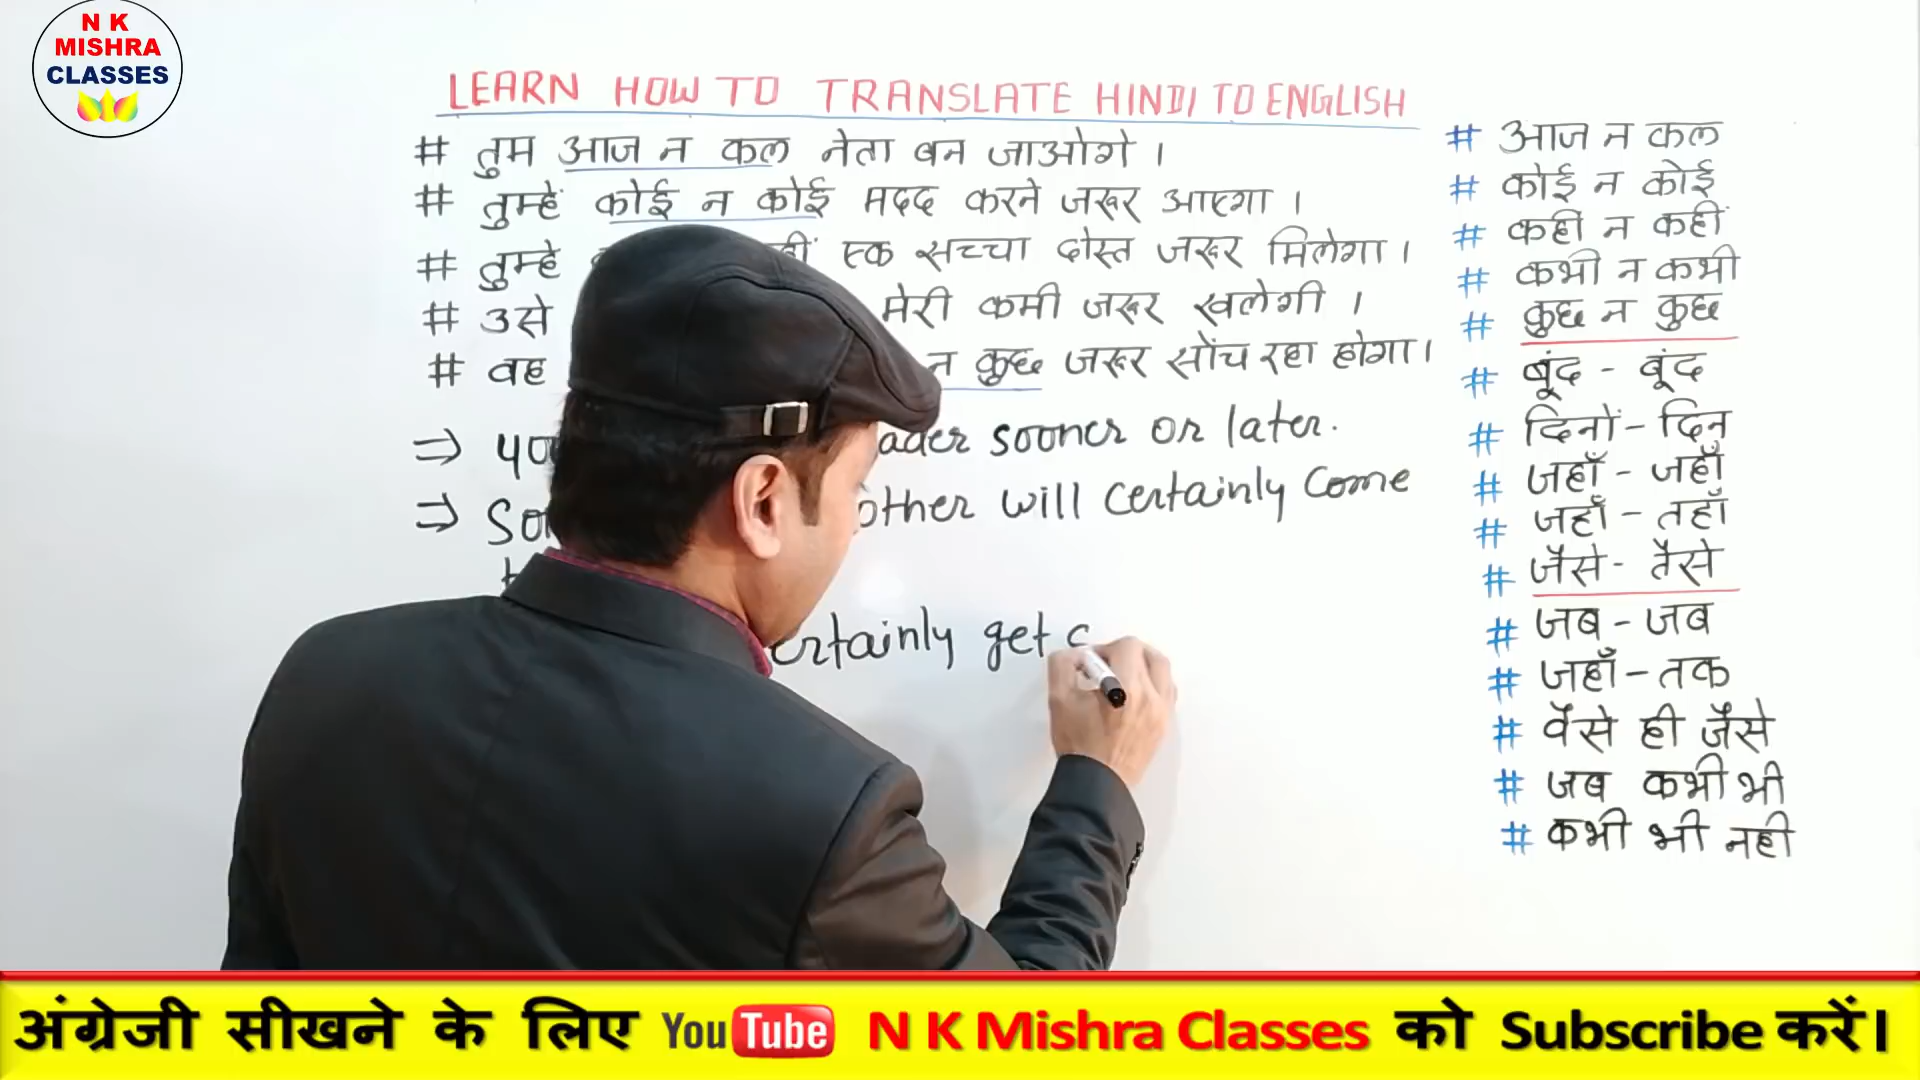 N K
MISHRA
CLASSES
LEARN HOW TO TRANSLATE HINDI TO ENGLISH
# तुम आज न कल नेता बन जाओगे ।
# तुम्हें कोई न कोई मदद करने जरूर आएगा ।
# तुम्हे एक सच्चा दोस्त जरूर मिलेगा ।
# उसे मेरी कमी जरूर खलेगी ।
# वह न कुछ जरूर सोंच रहा होगा ।
⇒ sooner or later.
⇒ other will certainly come
get
# आज न कल
# कोई न कोई
# कही न कहीं
# कभी न कभी
# कुछ न कुछ
# बूंद - बूंद
# दिनों - दिन
# जहाँ - जहाँ
# जहाँ - तहाँ
# जैसे - तैसे
# जब - जब
# जहाँ - तक
# वैसे ही जैसे
# जब कभी भी
# कभी भी नही
अंग्रेजी सीखने के लिए YouTube N K Mishra Classes को Subscribe करें।